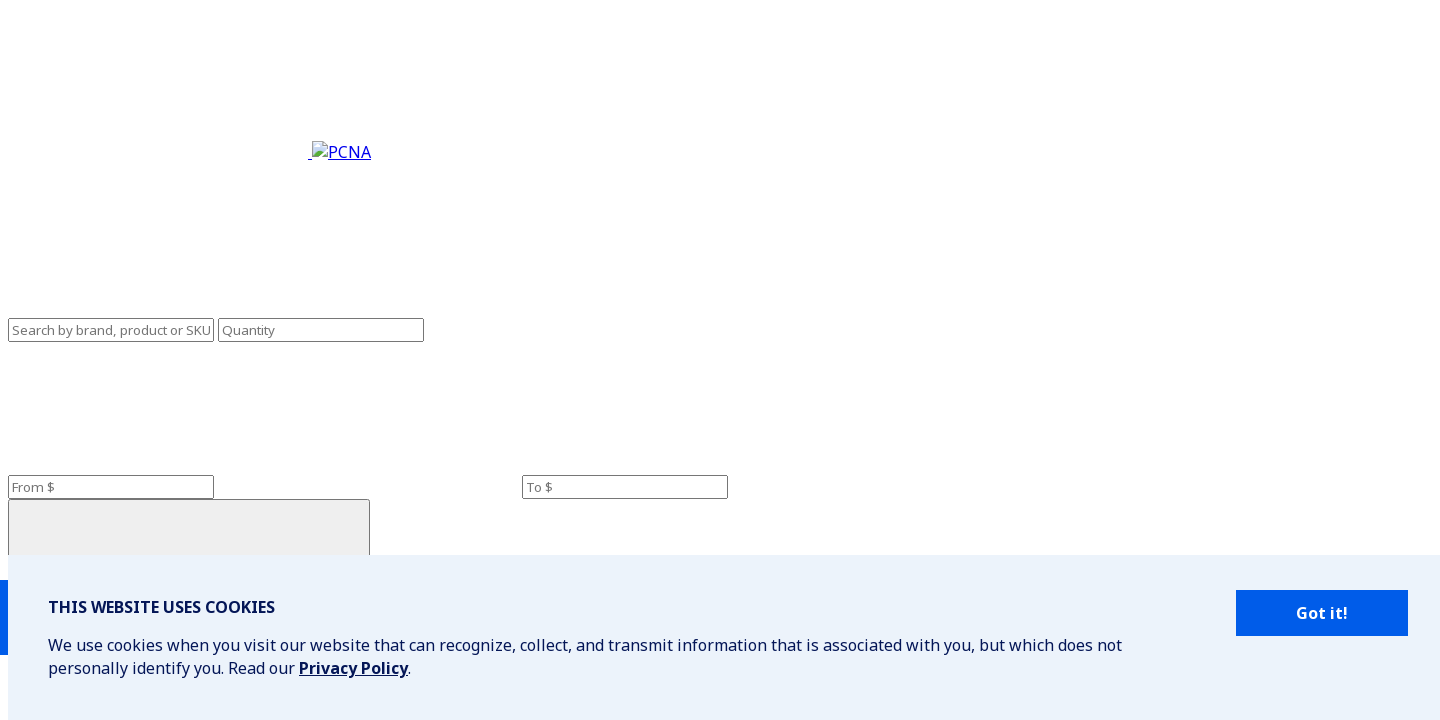 PCNA
Search by brand, product or SKU Quantity
From $ To $
THIS WEBSITE USES COOKIES
Got it!
We use cookies when you visit our website that can recognize, collect, and transmit information that is associated with you, but which does not
personally identify you. Read our Privacy Policy.